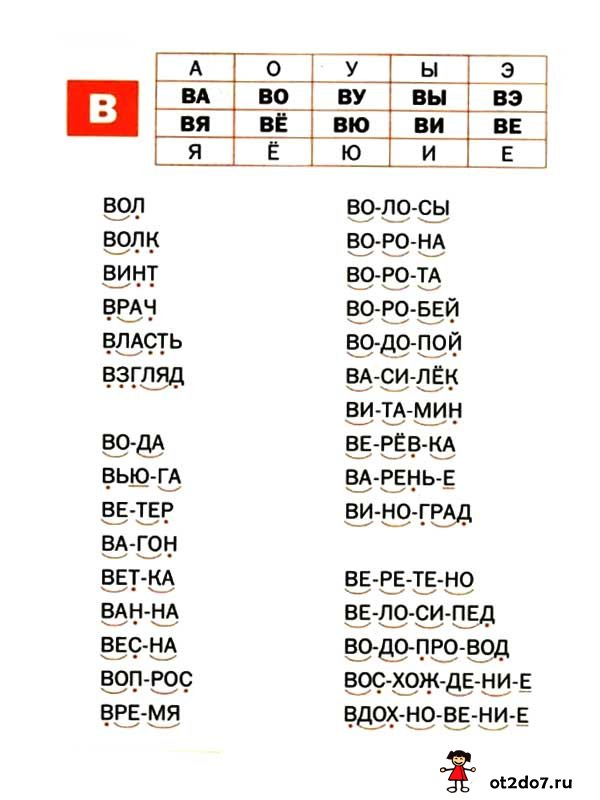 В
А О У Ы Э
ВА ВО ВУ ВЫ ВЭ
ВЯ ВЁ ВЮ ВИ ВЕ
Я Ё Ю И Е
ВОЛ
ВОЛК
ВИНТ
ВРАЧ
ВЛАСТЬ
ВЗГЛЯД
ВО-ДА
ВЬЮ-ГА
ВЕ-ТЕР
ВА-ГОН
ВЕТ-КА
ВАН-НА
ВЕС-НА
ВОП-РОС
ВРЕ-МЯ
ВО-ЛО-СЫ
ВО-РО-НА
ВО-РО-ТА
ВО-РО-БЕЙ
ВО-ДО-ПОЙ
ВА-СИ-ЛЁК
ВИ-ТА-МИН
ВЕ-РЁВ-КА
ВА-РЕНЬ-Е
ВИ-НО-ГРАД
ВЕ-РЕ-ТЕ-НО
ВЕ-ЛО-СИ-ПЕД
ВО-ДО-ПРО-ВОД
ВОС-ХОЖ-ДЕ-НИ-Е
ВДОХ-НО-ВЕ-НИ-Е
ot2do7.ru